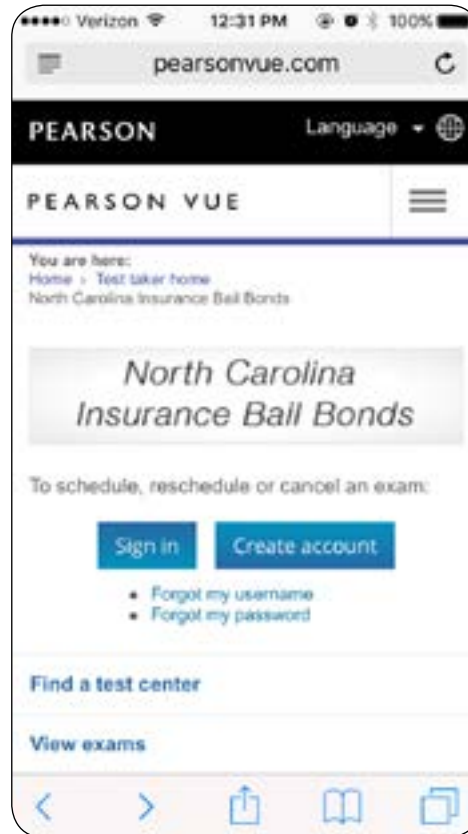 Verizon 12:31 PM 100%
pearsonvue.com
PEARSON Language
PEARSON VUE
You are here:
Home > Test taker home
North Carolina Insurance Bail Bonds
North Carolina
Insurance Bail Bonds
To schedule, reschedule or cancel an exam:
Sign in Create account
• Forgot my username
• Forgot my password
Find a test center
View exams